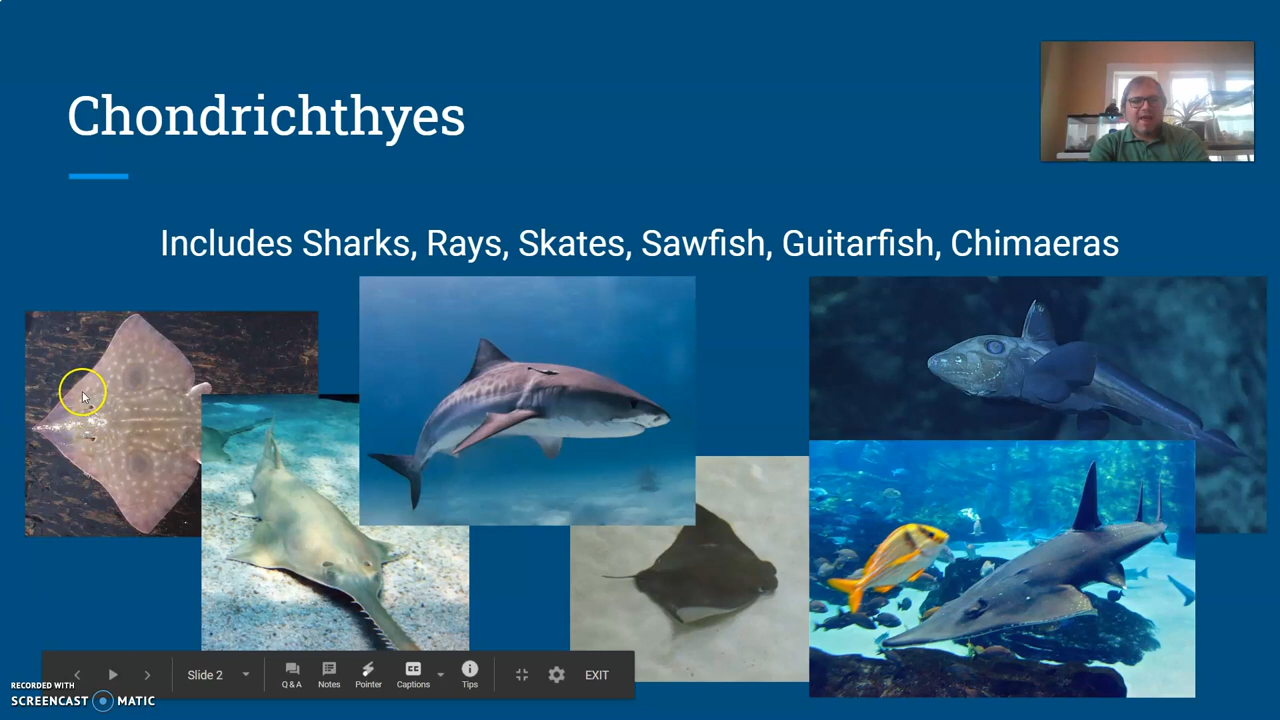 Chondrichthyes
Includes Sharks, Rays, Skates, Sawfish, Guitarfish, Chimaeras
Slide 2
Q & A
Notes
Pointer
CC
Captions
Tips
EXIT
RECORDED WITH
SCREENCAST MATIC